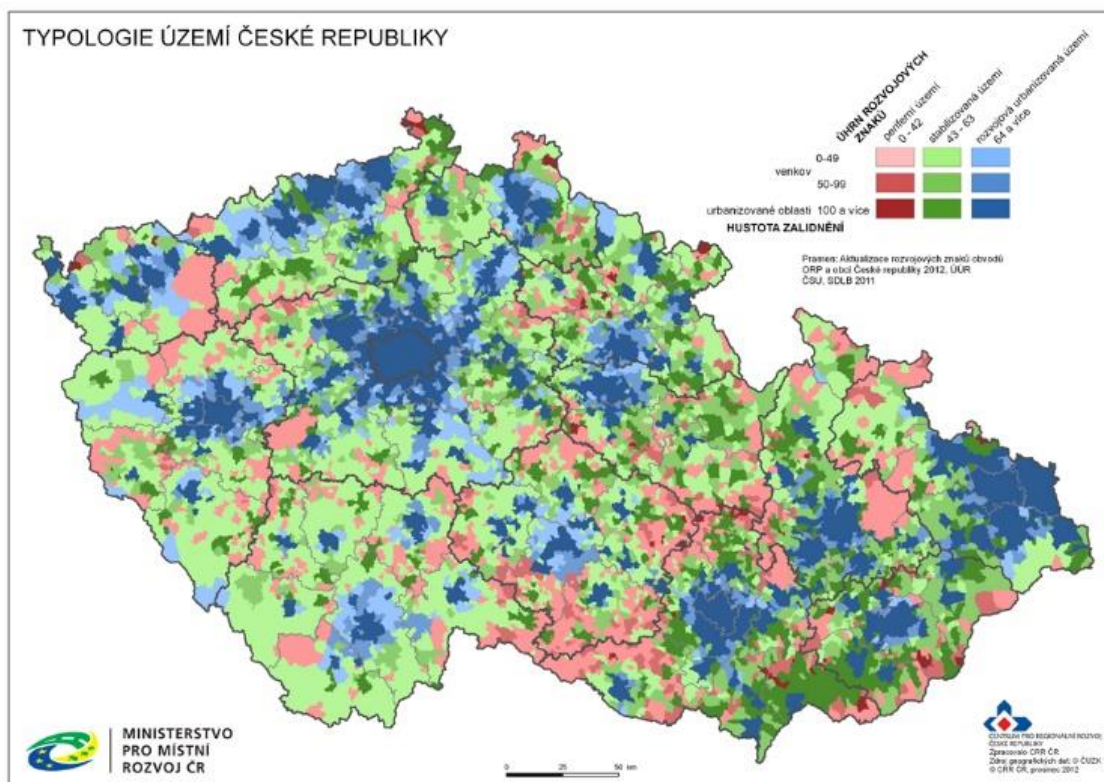 TYPOLOGIE ÚZEMÍ ČESKÉ REPUBLIKY
ÚHRN ROZVOJOVÝCH
ZNAKŮ
periferní území
0 - 42
stabilizovaná území
43 - 63
rozvojová urbanizovaná území
64 a více
venkov
0-49
50-99
urbanizované oblasti 100 a více
HUSTOTA ZALIDNĚNÍ
Pramen: Aktualizace rozvojových znaků obvodů
ORP a obcí České republiky 2012, ÚÚR
ČSU, SDLB 2011
MINISTERSTVO
PRO MÍSTNÍ
ROZVOJ ČR
0 25 50 km
CENTRUM PRO REGIONÁLNÍ ROZVOJ
ČESKÉ REPUBLIKY
Zpracovalo CRR ČR
Zdroj geografických dat: © ČÚZK
© CRR ČR, prosinec 2012